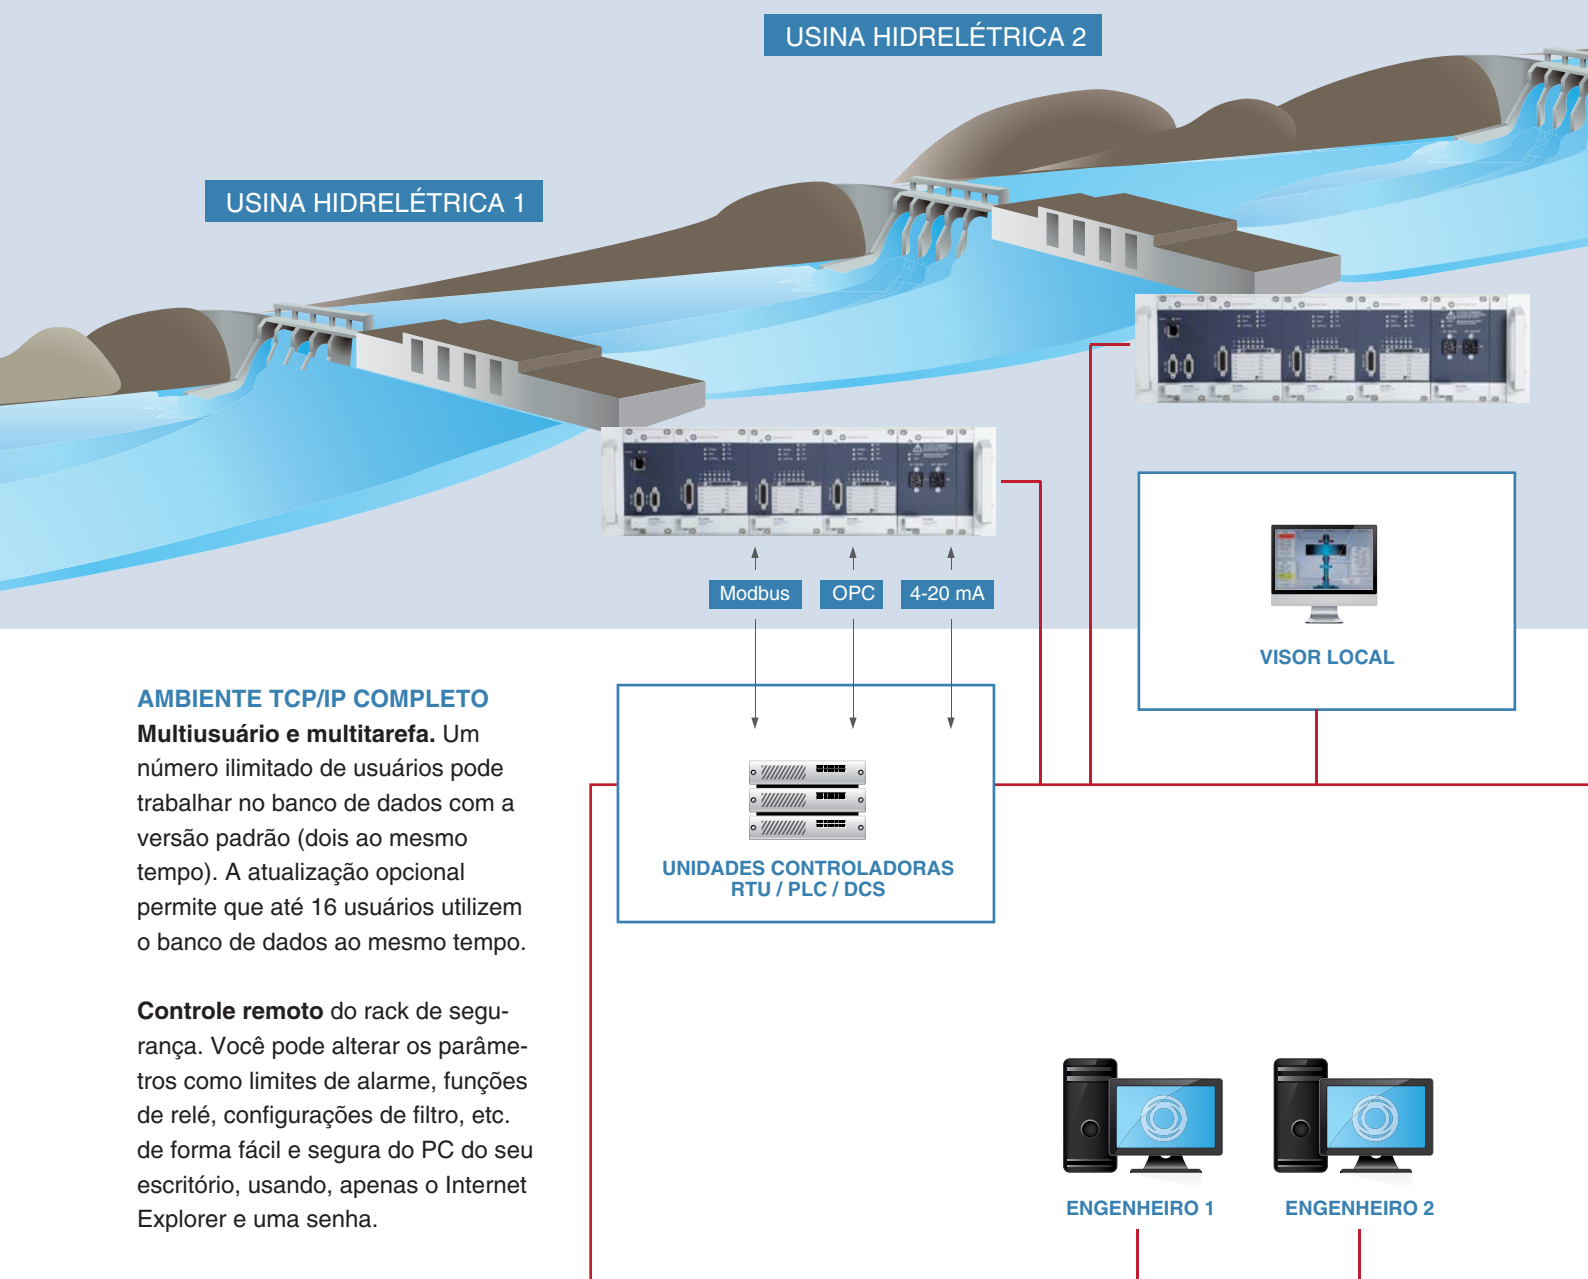 USINA HIDRELÉTRICA 2
USINA HIDRELÉTRICA 1
Modbus
OPC
4-20 mA
VISOR LOCAL
AMBIENTE TCP/IP COMPLETO
Multiusuário e multitarefa. Um
número ilimitado de usuários pode
trabalhar no banco de dados com a
versão padrão (dois ao mesmo
tempo). A atualização opcional
permite que até 16 usuários utilizem
o banco de dados ao mesmo tempo.
Controle remoto do rack de segu-
rança. Você pode alterar os parâme-
tros como limites de alarme, funções
de relé, configurações de filtro, etc.
de forma fácil e segura do PC do seu
escritório, usando, apenas o Internet
Explorer e uma senha.
UNIDADES CONTROLADORAS
RTU / PLC / DCS
ENGENHEIRO 1
ENGENHEIRO 2